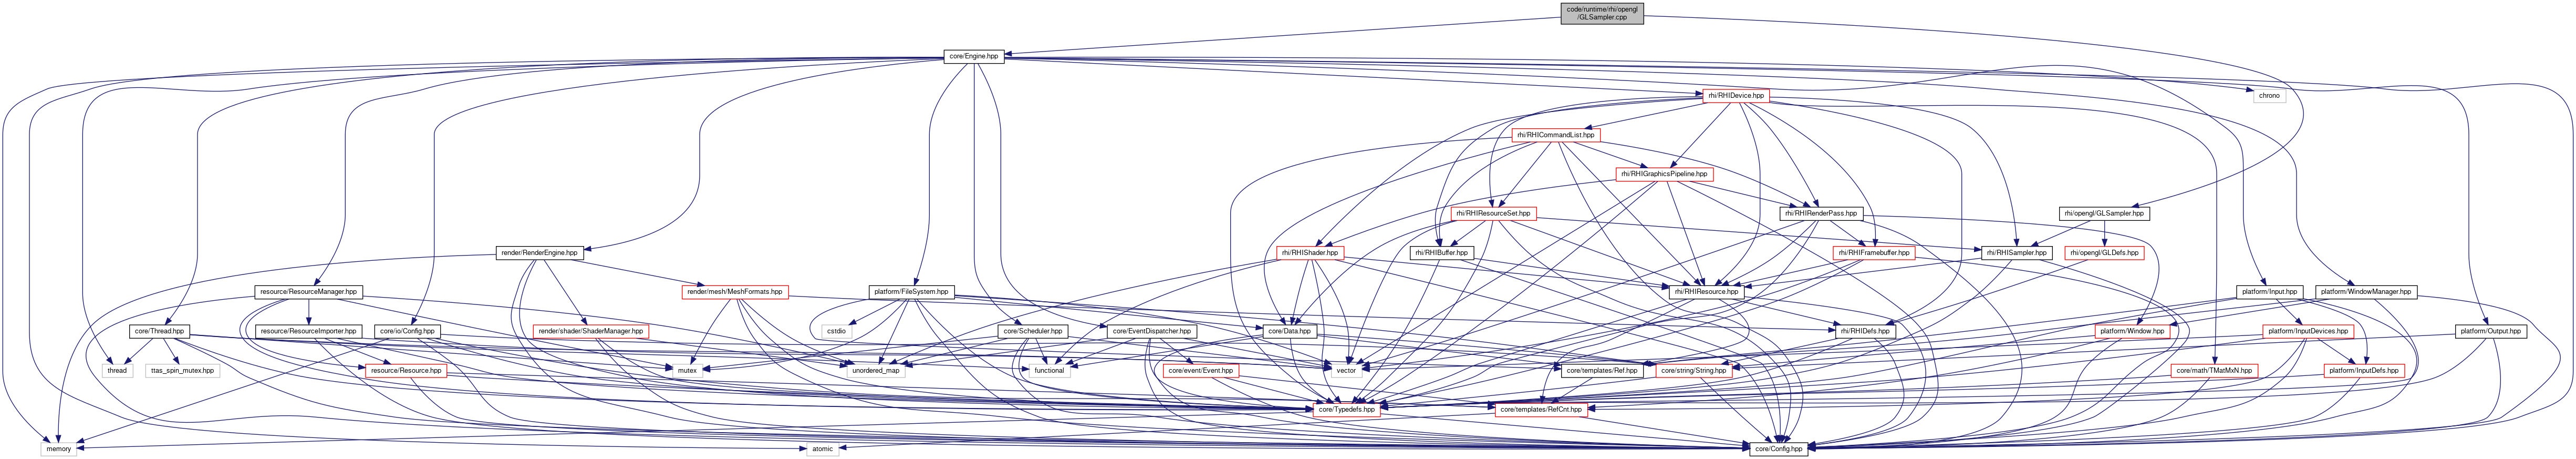 code/runtime/rhi/opengl
/GLSampler.cpp
core/Engine.hpp
rhi/RHIDevice.hpp
chrono
rhi/RHICommandList.hpp
rhi/RHIGraphicsPipeline.hpp
rhi/RHIResourceSet.hpp
rhi/RHIRenderPass.hpp
rhi/opengl/GLSampler.hpp
render/RenderEngine.hpp
rhi/RHIShader.hpp
rhi/RHIBuffer.hpp
rhi/RHIFramebuffer.hpp
rhi/RHISampler.hpp
rhi/opengl/GLDefs.hpp
resource/ResourceManager.hpp
render/mesh/MeshFormats.hpp
platform/FileSystem.hpp
rhi/RHIResource.hpp
platform/Input.hpp
platform/WindowManager.hpp
core/Thread.hpp
resource/ResourceImporter.hpp
core/io/Config.hpp
render/shader/ShaderManager.hpp
cstdio
core/Scheduler.hpp
core/EventDispatcher.hpp
core/Data.hpp
rhi/RHIDefs.hpp
platform/Window.hpp
platform/InputDevices.hpp
platform/Output.hpp
thread
ttas_spin_mutex.hpp
resource/Resource.hpp
mutex
unordered_map
functional
core/event/Event.hpp
vector
core/templates/Ref.hpp
core/string/String.hpp
core/math/TMatMxN.hpp
platform/InputDefs.hpp
core/Typedefs.hpp
core/templates/RefCnt.hpp
memory
atomic
core/Config.hpp